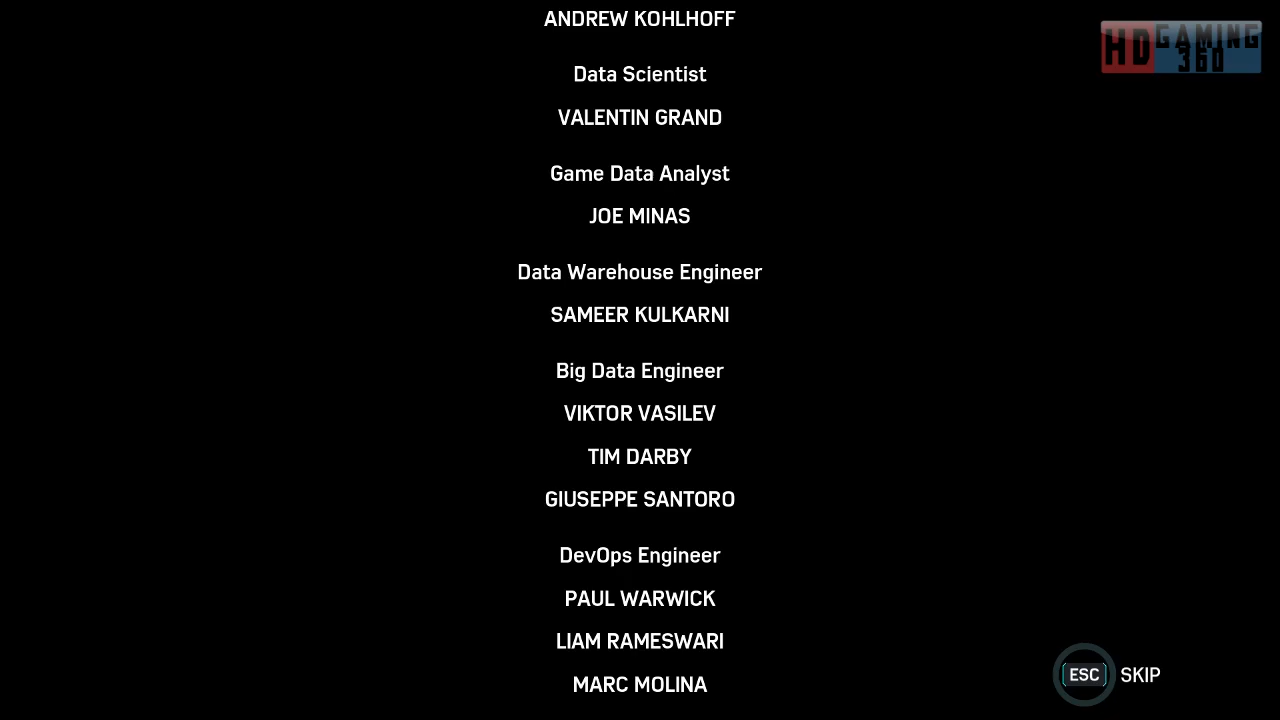 ANDREW KOHLHOFF
Data Scientist
VALENTIN GRAND
Game Data Analyst
JOE MINAS
Data Warehouse Engineer
SAMEER KULKARNI
Big Data Engineer
VIKTOR VASILEV
TIM DARBY
GIUSEPPE SANTORO
DevOps Engineer
PAUL WARWICK
LIAM RAMESWARI
MARC MOLINA
HD GAMING
360
ESC SKIP